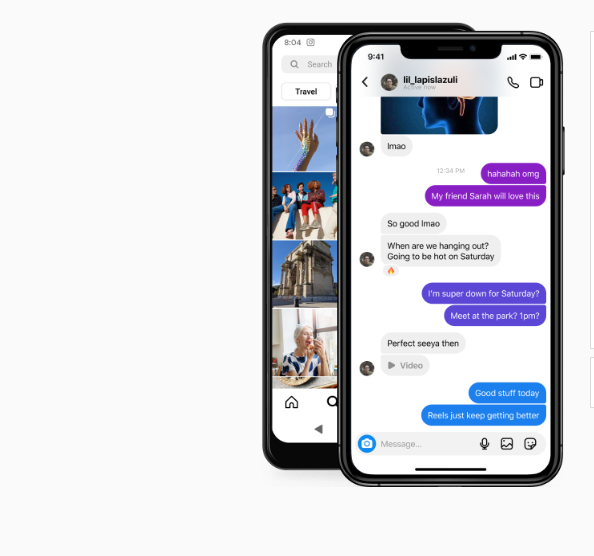 8:04
Search
Travel
9:41
lil_lapislazuli
Active now
lmao
12:34 PM
hahahah omg
My friend Sarah will love this
So good lmao
When are we hanging out?
Going to be hot on Saturday
I'm super down for Saturday?
Meet at the park? 1pm?
Perfect seeya then
Video
Good stuff today
Reels just keep getting better
Message...